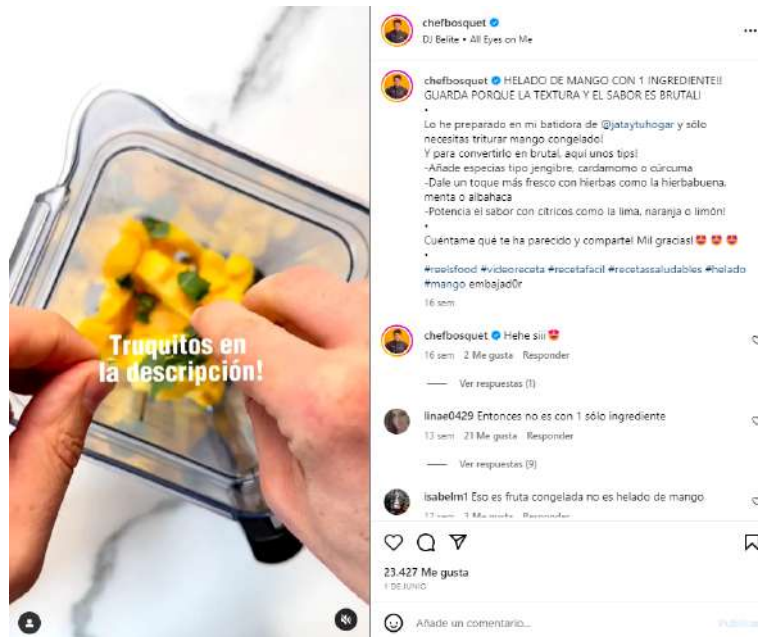 Truquitos en
la descripción!
chefbosquet
DJ Belite • All Eyes on Me
chefbosquet HELADO DE MANGO CON 1 INGREDIENTE!!
GUARDA PORQUE LA TEXTURA Y EL SABOR ES BRUTAL!
•
Lo he preparado en mi batidora de @jataytuhogar y sólo
necesitas triturar mango congelado!
Y para convertirlo en brutal, aquí unos tips!
-Añade especias tipo jengibre, cardamomo o cúrcuma
-Dale un toque más fresco con hierbas como la hierbabuena,
menta o albahaca
-Potencia el sabor con cítricos como la lima, naranja o limón!
•
Cuéntame qué te ha parecido y comparte! Mil gracias! 😍 😍 😍
•
#reelsfood #videoreceta #recetafacil #recetassaludables #helado
#mango embajad0r
16 sem
chefbosquet Hehe siii 😍
16 sem 2 Me gusta Responder
Ver respuestas (1)
linae0429 Entonces no es con 1 sólo ingrediente
13 sem 21 Me gusta Responder
Ver respuestas (9)
isabelm1 Eso es fruta congelada no es helado de mango
3 Me gusta Responder
23.427 Me gusta
1 DE JUNIO
Añade un comentario...
Publicar